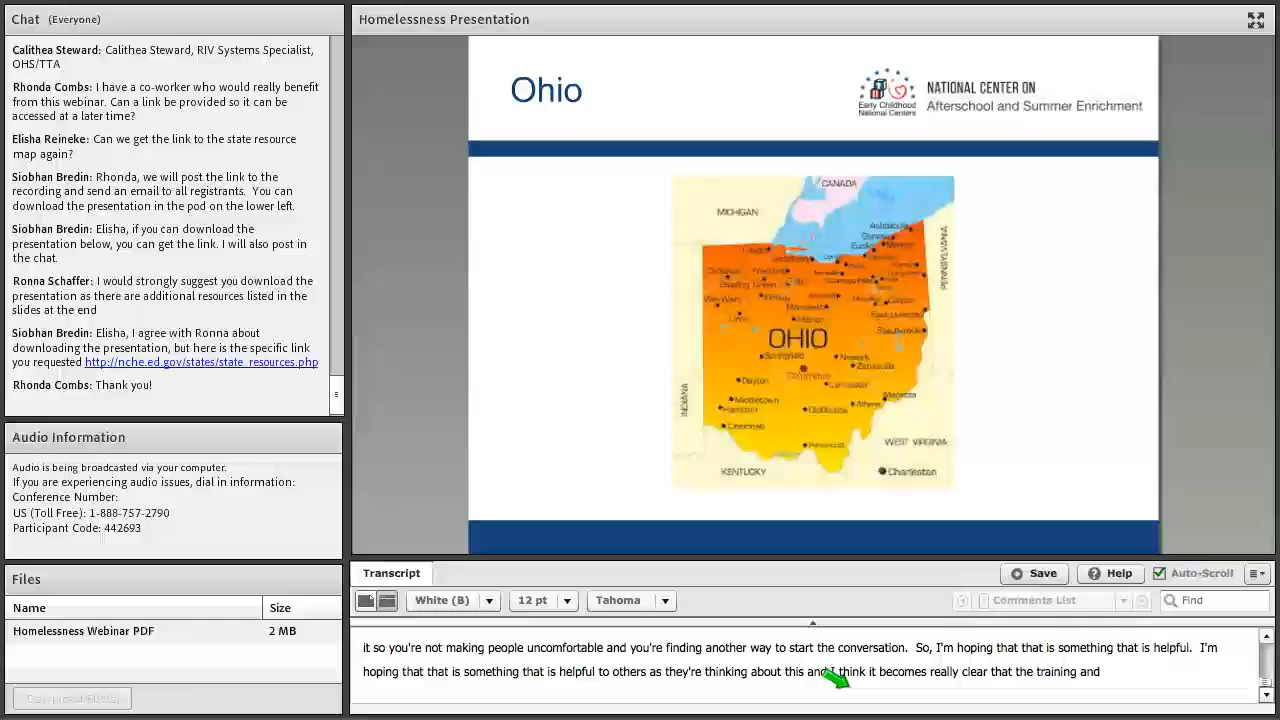 Chat (Everyone)
Calithea Steward: Calithea Steward, RIV Systems Specialist,
OHS/TTA
Rhonda Combs: I have a co-worker who would really benefit
from this webinar. Can a link be provided so it can be
accessed at a later time?
Elisha Reineke: Can we get the link to the state resource
map again?
Siobhan Bredin: Rhonda, we will post the link to the
recording and send an email to all registrants. You can
download the presentation in the pod on the lower left.
Siobhan Bredin: Elisha, if you can download the
presentation below, you can get the link. I will also post in
the chat.
Ronna Schaffer: I would strongly suggest you download the
presentation as there are additional resources listed in the
slides at the end.
Siobhan Bredin: Elisha, I agree with Ronna about
downloading the presentation, but here is the specific link
you requested http://nche.ed.gov/states/state_resources.php
Rhonda Combs: Thank you!
Audio Information
Audio is being broadcasted via your computer.
If you are experiencing audio issues, dial in information:
Conference Number:
US (Toll Free): 1-888-757-2790
Participant Code: 442693
Files
Name Size
Homelessness Webinar PDF 2 MB
Download File(s)
Homelessness Presentation
Ohio
Early Childhood
National Centers
NATIONAL CENTER ON
Afterschool and Summer Enrichment
CANADA
MICHIGAN
PENNSYLVANIA
OHIO
Springfield
Newark
Zanesville
Columbus
Lancaster
Dayton
Marietta
Middletown
Athens
Hamilton
Chillicothe
Cincinnati
Portsmouth
INDIANA
WEST VIRGINIA
KENTUCKY
Charleston
Transcript
Save
Help
Auto-Scroll
White (B)
12 pt
Tahoma
Comments List
Find
it so you're not making people uncomfortable and you're finding another way to start the conversation. So, I'm hoping that that is something that is helpful. I'm
hoping that that is something that is helpful to others as they're thinking about this and I think it becomes really clear that the training and